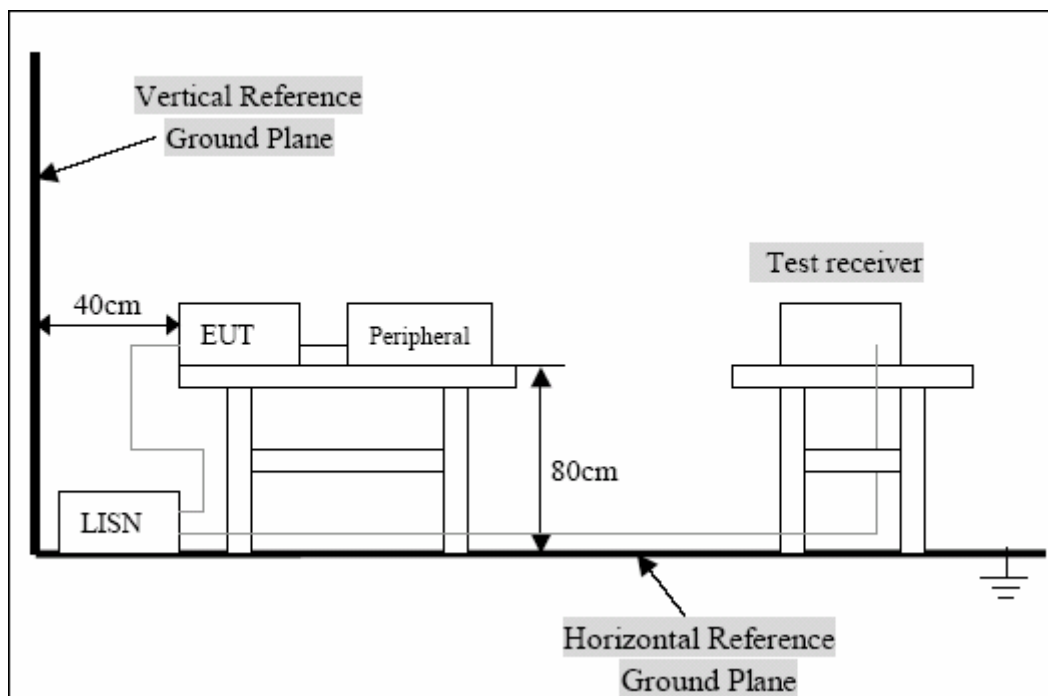 Vertical Reference
Ground Plane
Test receiver
40cm
EUT
Peripheral
80cm
LISN
Horizontal Reference
Ground Plane